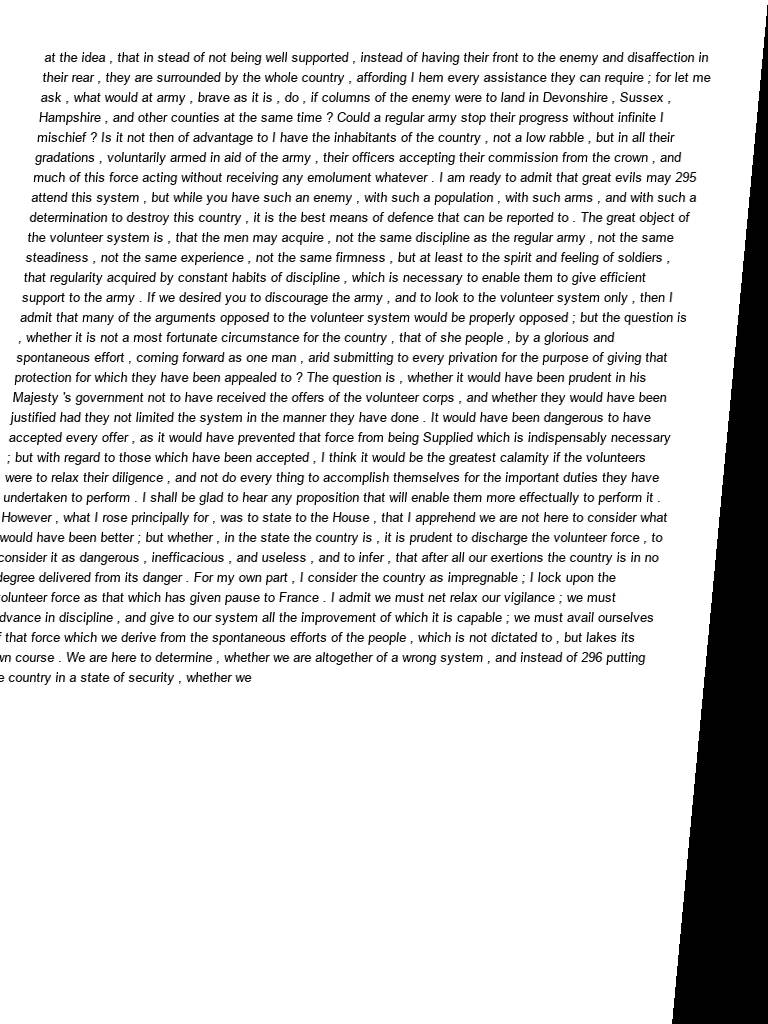 at the idea , that in stead of not being well supported , instead of having their front to the enemy and disaffection in
their rear , they are surrounded by the whole country , affording I hem every assistance they can require ; for let me
ask , what would at army , brave as it is , do , if columns of the enemy were to land in Devonshire , Sussex ,
Hampshire , and other counties at the same time ? Could a regular army stop their progress without infinite I
mischief ? Is it not then of advantage to I have the inhabitants of the country , not a low rabble , but in all their
gradations , voluntarily armed in aid of the army , their officers accepting their commission from the crown , and
much of this force acting without receiving any emolument whatever . I am ready to admit that great evils may 295
attend this system , but while you have such an enemy , with such a population , with such arms , and with such a
determination to destroy this country , it is the best means of defence that can be reported to . The great object of
the volunteer system is , that the men may acquire , not the same discipline as the regular army , not the same
steadiness , not the same experience , not the same firmness , but at least to the spirit and feeling of soldiers ,
that regularity acquired by constant habits of discipline , which is necessary to enable them to give efficient
support to the army . If we desired you to discourage the army , and to look to the volunteer system only , then I
admit that many of the arguments opposed to the volunteer system would be properly opposed ; but the question is
, whether it is not a most fortunate circumstance for the country , that of she people , by a glorious and
spontaneous effort , coming forward as one man , arid submitting to every privation for the purpose of giving that
protection for which they have been appealed to ? The question is , whether it would have been prudent in his
Majesty 's government not to have received the offers of the volunteer corps , and whether they would have been
justified had they not limited the system in the manner they have done . It would have been dangerous to have
accepted every offer , as it would have prevented that force from being Supplied which is indispensably necessary
; but with regard to those which have been accepted , I think it would be the greatest calamity if the volunteers
were to relax their diligence , and not do every thing to accomplish themselves for the important duties they have
undertaken to perform . I shall be glad to hear any proposition that will enable them more effectually to perform it .
However , what I rose principally for , was to state to the House , that I apprehend we are not here to consider what
would have been better ; but whether , in the state the country is , it is prudent to discharge the volunteer force , to
consider it as dangerous , inefficacious , and useless , and to infer , that after all our exertions the country is in no
degree delivered from its danger . For my own part , I consider the country as impregnable ; I lock upon the
olunteer force as that which has given pause to France . I admit we must net relax our vigilance ; we must
dvance in discipline , and give to our system all the improvement of which it is capable ; we must avail ourselves
that force which we derive from the spontaneous efforts of the people , which is not dictated to , but lakes its
wn course . We are here to determine , whether we are altogether of a wrong system , and instead of 296 putting
e country in a state of security , whether we